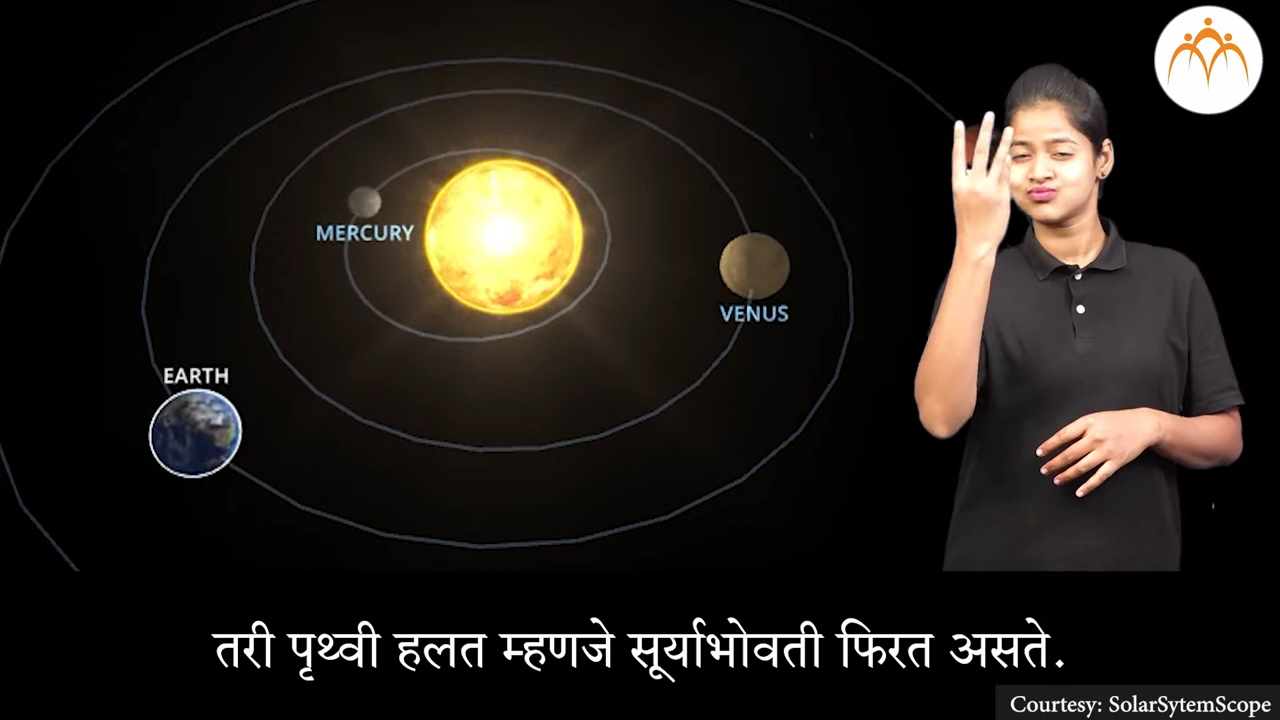 MERCURY
VENUS
EARTH
तरी पृथ्वी हलत म्हणजे सूर्याभोवती फिरत असते.
Courtesy: SolarSytemScope